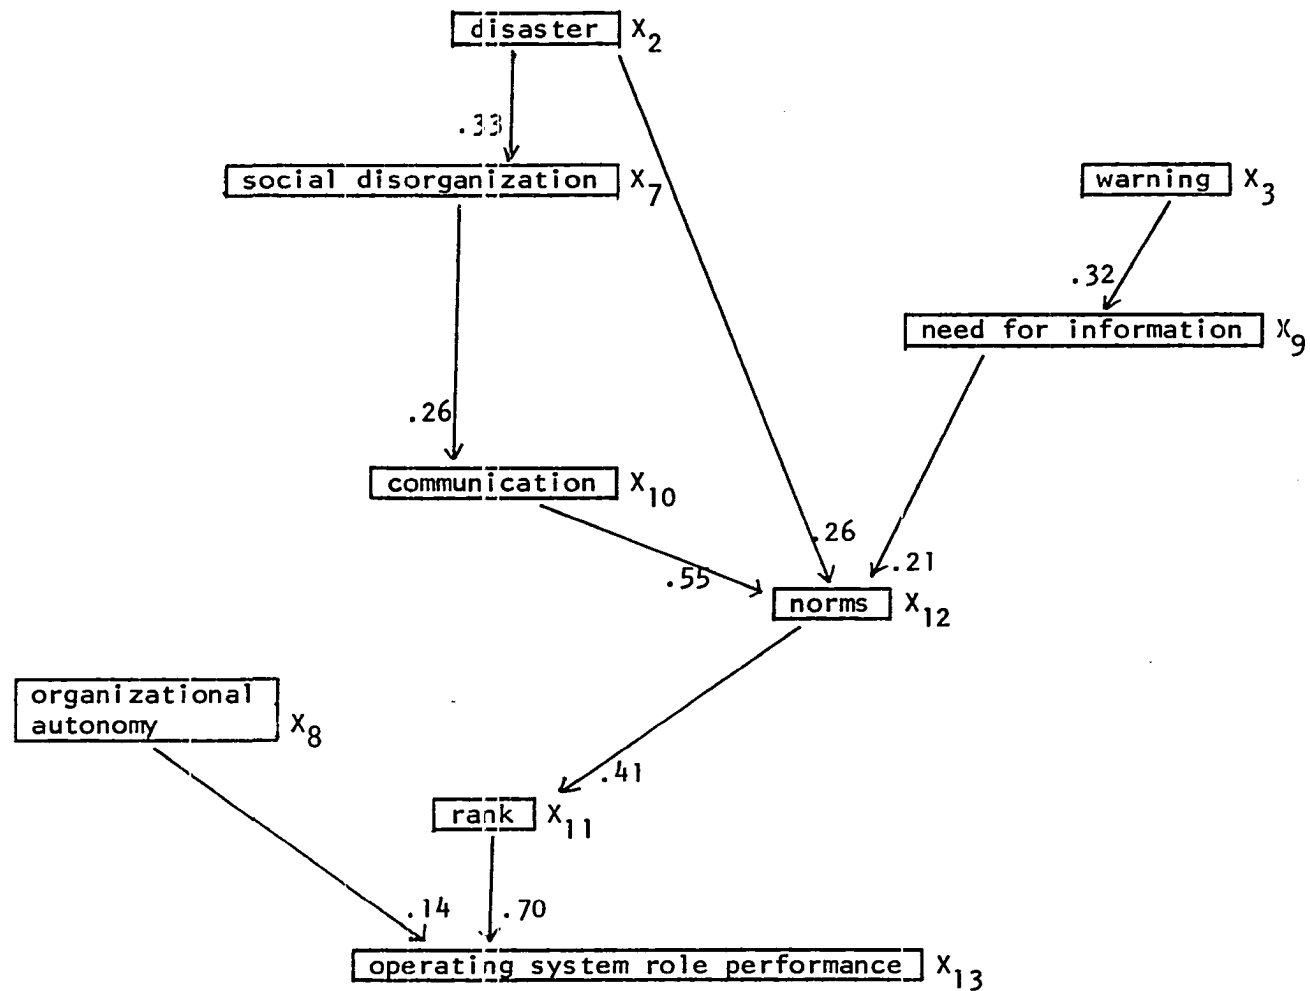 disaster X2
.33
social disorganization X7
warning X3
.32
need for information X9
.26
communication X10
.26
.21
.55
norms X12
organizational
autonomy X8
.41
rank X11
.14 .70
operating system role performance X13